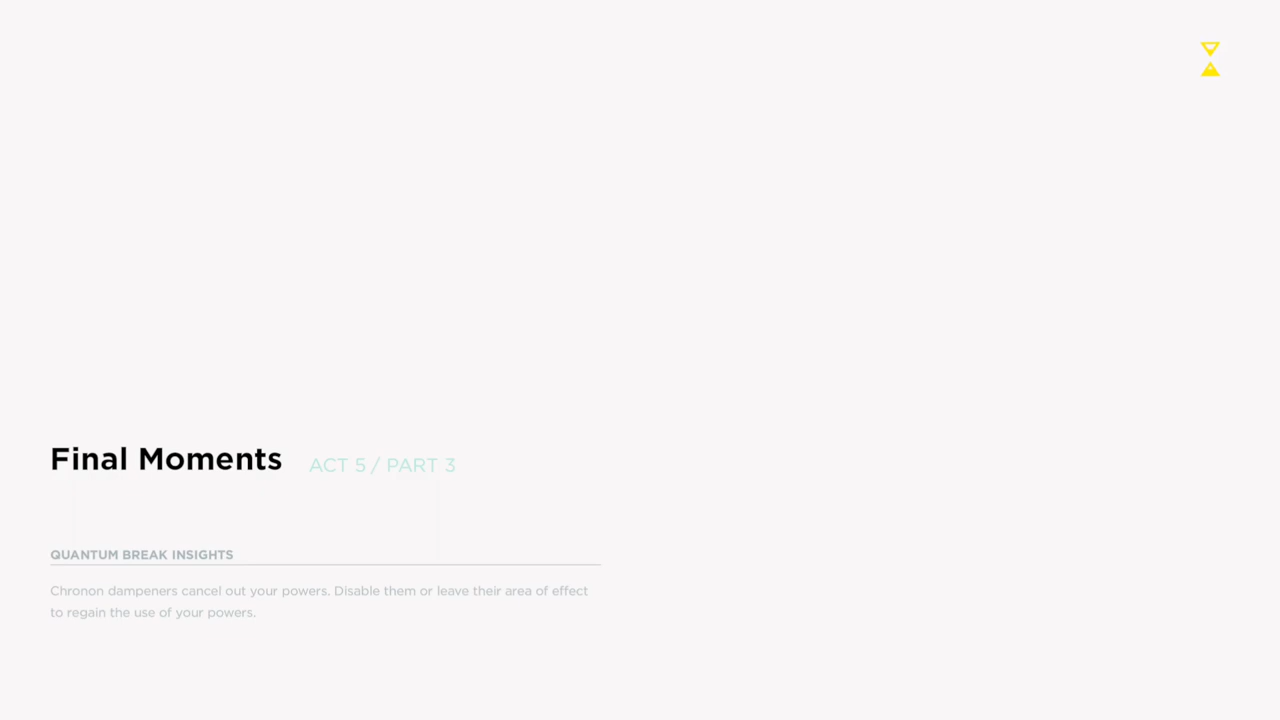 Final Moments ACT 5 / PART 3
QUANTUM BREAK INSIGHTS
Chronon dampeners cancel out your powers. Disable them or leave their area of effect
to regain the use of your powers.